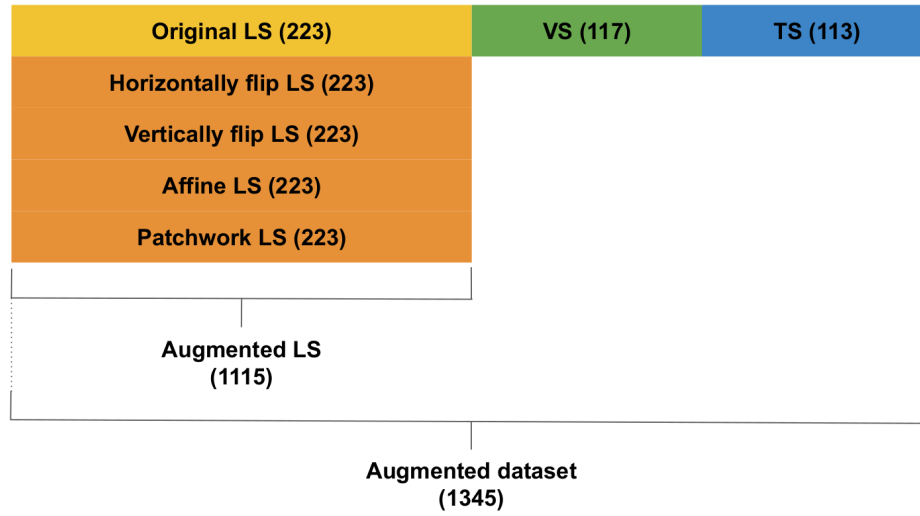 Original LS (223)
VS (117)
TS (113)
Horizontally flip LS (223)
Vertically flip LS (223)
Affine LS (223)
Patchwork LS (223)
Augmented LS
(1115)
Augmented dataset
(1345)